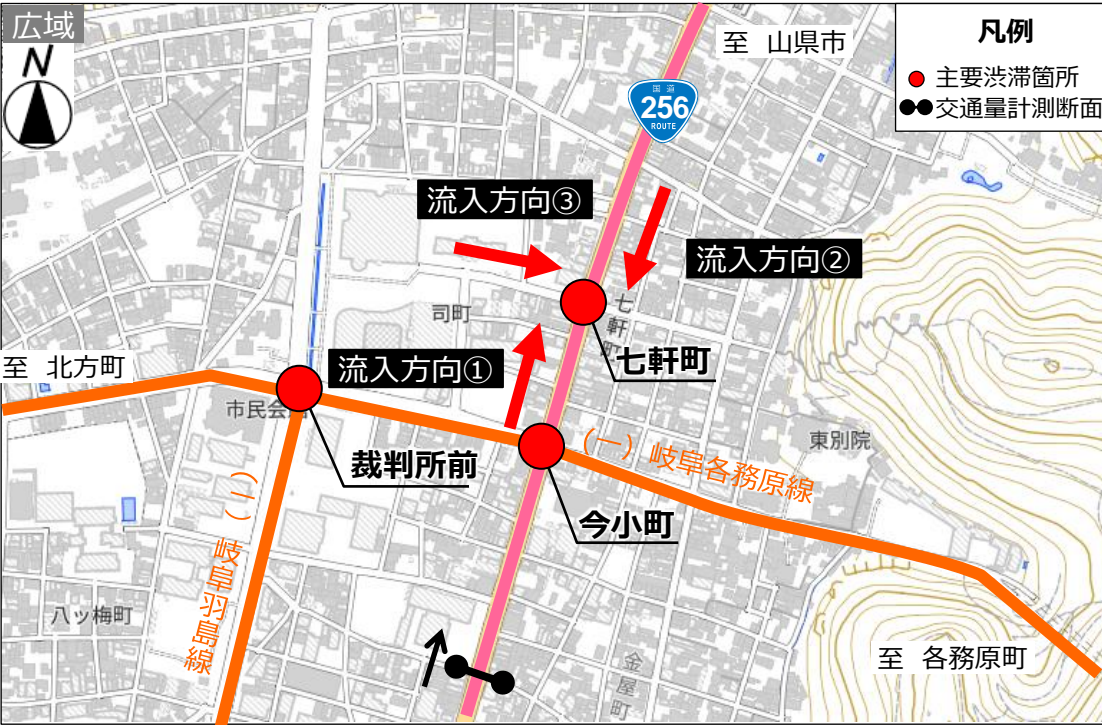 広域
N
至 山県市
凡例
主要渋滞箇所
交通量計測断面
国道
256
ROUTE
流入方向③
流入方向②
司町
七軒町
七軒町
至 北方町
流入方向①
市民会
裁判所前
(一)岐阜各務原線
東別院
今小町
(一)岐阜羽島線
八ッ梅町
金屋町
至 各務原町